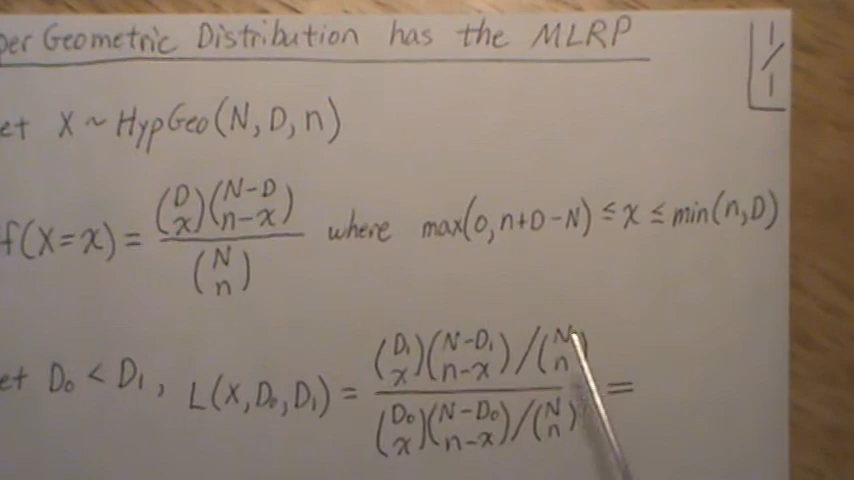 per Geometric Distribution has the MLRP
1/1
et X ~ HypGeo(N, D, n)
f(X=x) = (D x)(N-D n-x) / (N n) where max(0, n+D-N) ≤ x ≤ min(n, D)
et D₀ < D₁, L(x, D₀, D₁) = (D₁ x)(N-D₁ n-x)/(N n) / (D₀ x)(N-D₀ n-x)/(N n) =